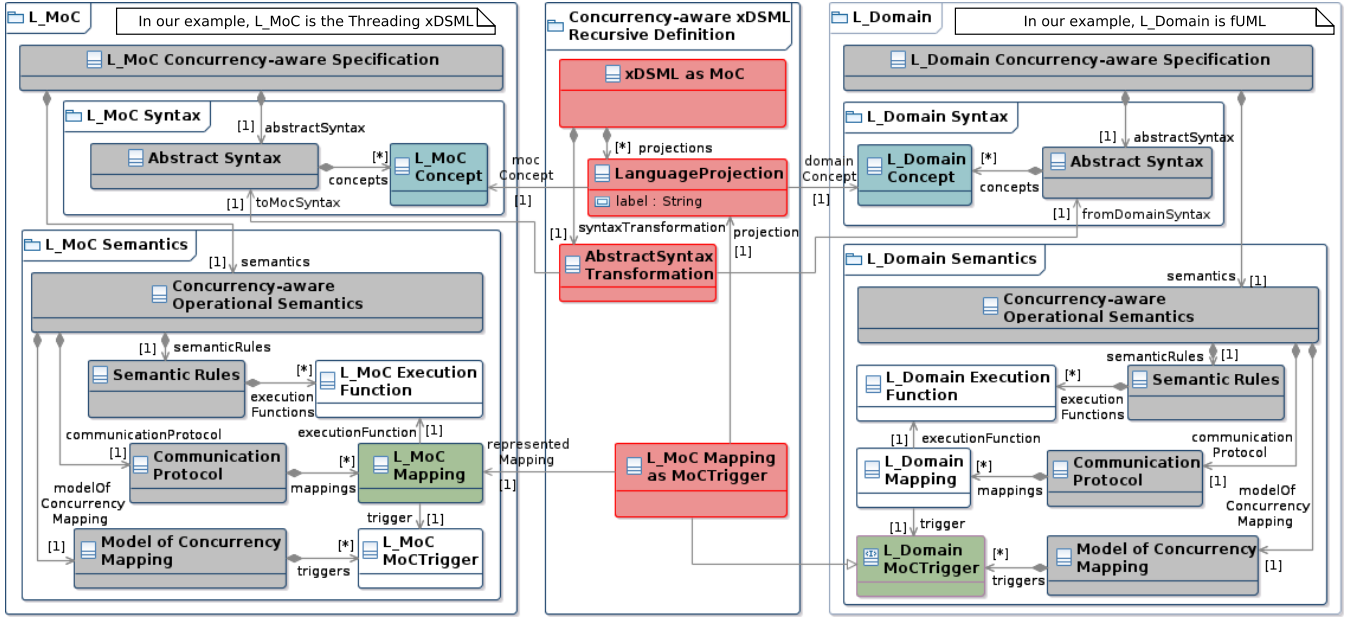 L_MoC
In our example, L_MoC is the Threading xDSML
L_MoC Concurrency-aware Specification
L_MoC Syntax
[1]
abstractSyntax
Abstract Syntax
[*]
concepts
L_MoC
Concept
[1]
toMocSyntax
L_MoC Semantics
[1]
semantics
Concurrency-aware
Operational Semantics
[1]
semanticRules
Semantic Rules
[*]
execution
Functions
L_MoC Execution
Function
communicationProtocol
[1]
executionFunction
[1]
Communication
Protocol
[*]
mappings
L_MoC
Mapping
modelOf
Concurrency
Mapping
[1]
trigger
[1]
Model of Concurrency
Mapping
[*]
triggers
L_MoC
MoCTrigger
Concurrency-aware xDSML
Recursive Definition
xDSML as MoC
[*]
projections
moc
Concept
[1]
LanguageProjection
label : String
domain
Concept
[1]
[1]
syntaxTransformation
projection
[1]
AbstractSyntax
Transformation
represented
Mapping
[1]
L_MoC Mapping
as MoCTrigger
L_Domain
In our example, L_Domain is fUML
L_Domain Concurrency-aware Specification
L_Domain Syntax
[1]
abstractSyntax
L_Domain
Concept
[*]
concepts
Abstract Syntax
[1]
fromDomainSyntax
L_Domain Semantics
semantics
[1]
Concurrency-aware
Operational Semantics
semanticRules
[1]
L_Domain Execution
Function
[*]
execution
Functions
Semantic Rules
[1]
executionFunction
communication
Protocol
[1]
L_Domain
Mapping
[*]
mappings
Communication
Protocol
modelOf
Concurrency
Mapping
[1]
[1]
trigger
L_Domain
MoCTrigger
[*]
triggers
Model of Concurrency
Mapping